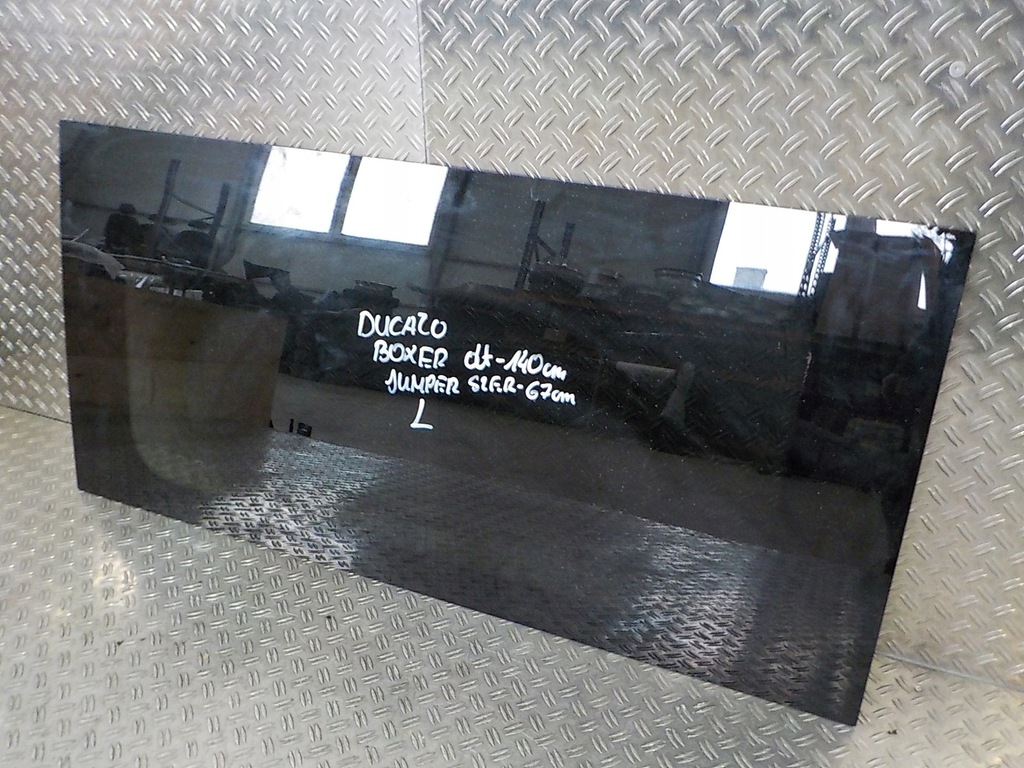 DUCATO
BOXER dł-140cm
JUMPER SZER-67cm
L